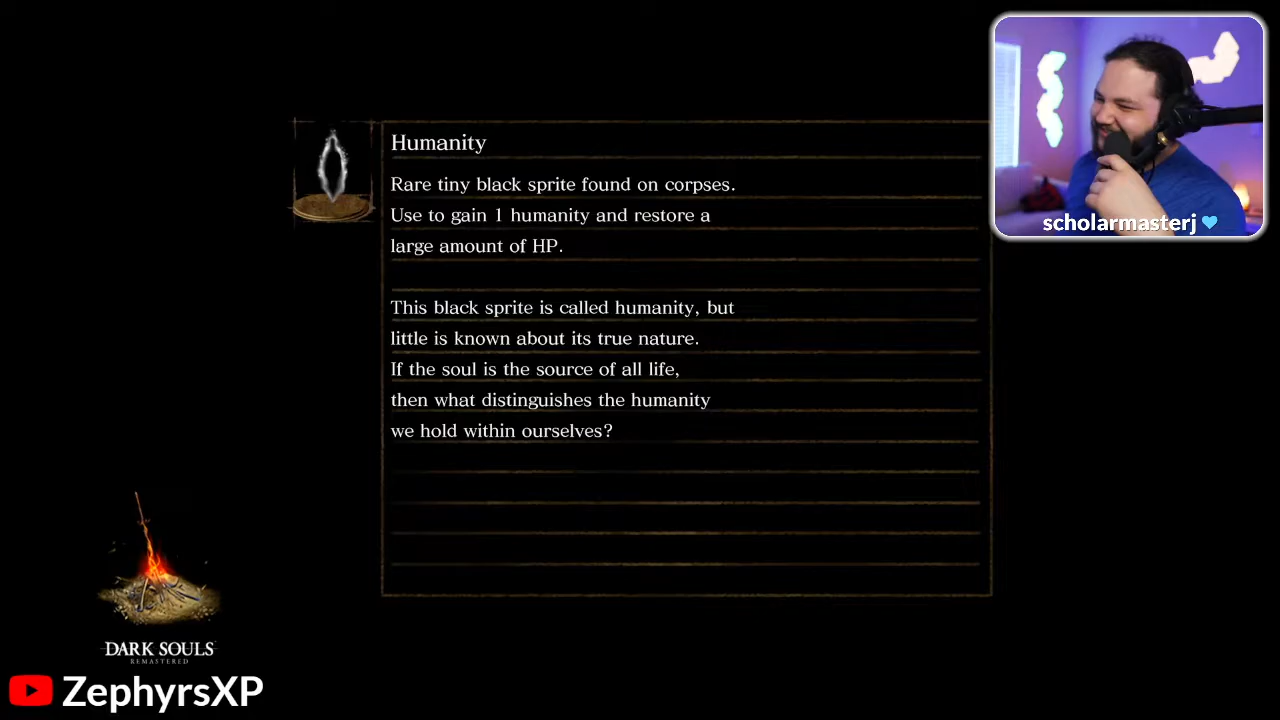 Humanity
Rare tiny black sprite found on corpses.
Use to gain 1 humanity and restore a
large amount of HP.
This black sprite is called humanity, but
little is known about its true nature.
If the soul is the source of all life,
then what distinguishes the humanity
we hold within ourselves?
scholarmasterj
DARK SOULS
REMASTERED
ZephyrsXP